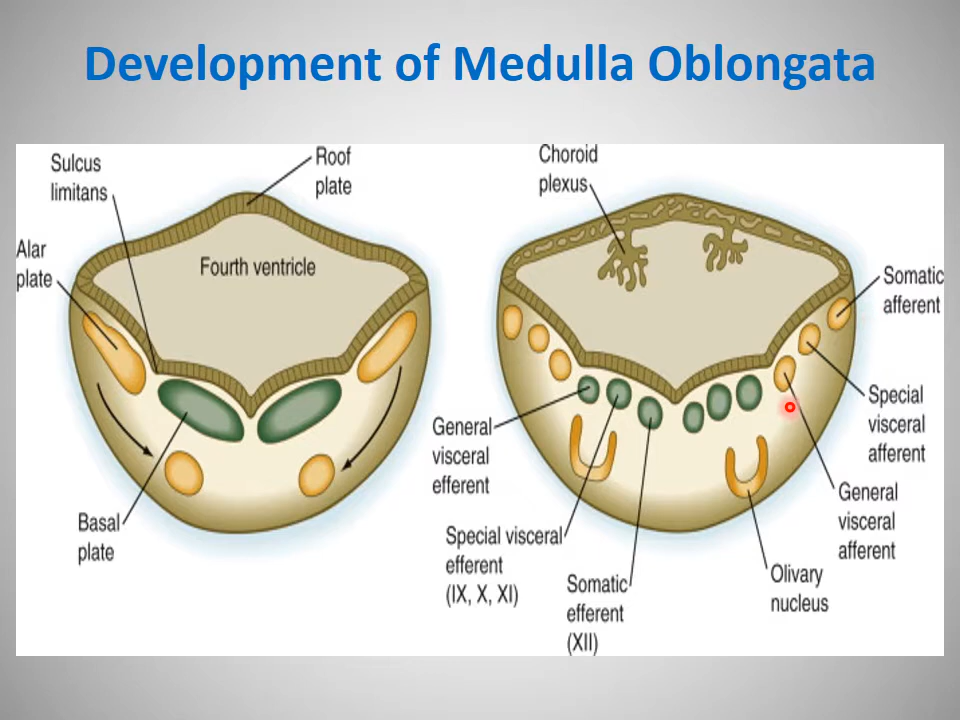 Development of Medulla Oblongata
Sulcus
limitans
Roof
plate
Alar
plate
Fourth ventricle
Basal
plate
Choroid
plexus
Somatic
afferent
Special
visceral
afferent
General
visceral
afferent
General
visceral
efferent
Special visceral
efferent
(IX, X, XI)
Somatic
efferent
(XII)
Olivary
nucleus